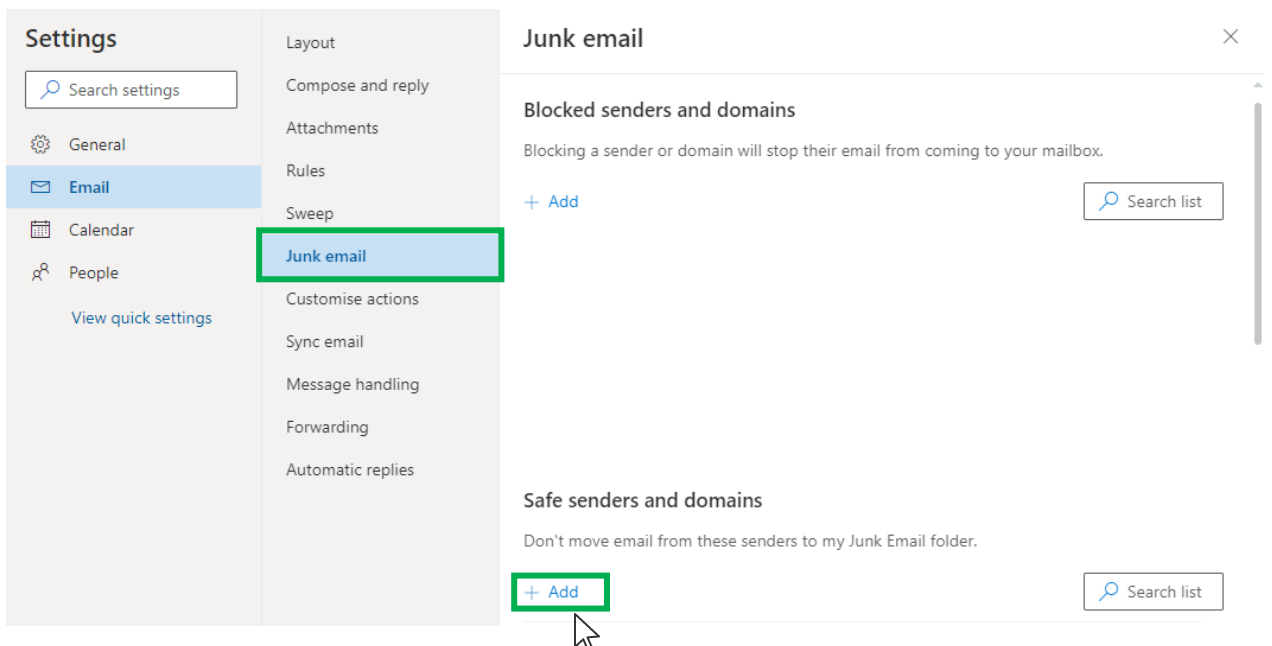 Settings
Search settings
General
Email
Calendar
People
View quick settings
Layout
Compose and reply
Attachments
Rules
Sweep
Junk email
Customise actions
Sync email
Message handling
Forwarding
Automatic replies
Junk email
Blocked senders and domains
Blocking a sender or domain will stop their email from coming to your mailbox.
+ Add
Search list
Safe senders and domains
Don't move email from these senders to my Junk Email folder.
+ Add
Search list